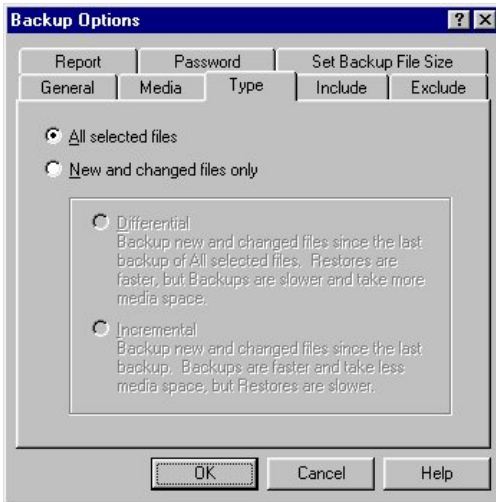 Backup Options
Report Password Set Backup File Size
General Media Type Include Exclude
All selected files
New and changed files only
Differential
Backup new and changed files since the last
backup of All selected files. Restores are
faster, but Backups are slower and take more
media space.
Incremental
Backup new and changed files since the last
backup. Backups are faster and take less
media space, but Restores are slower.
OK Cancel Help